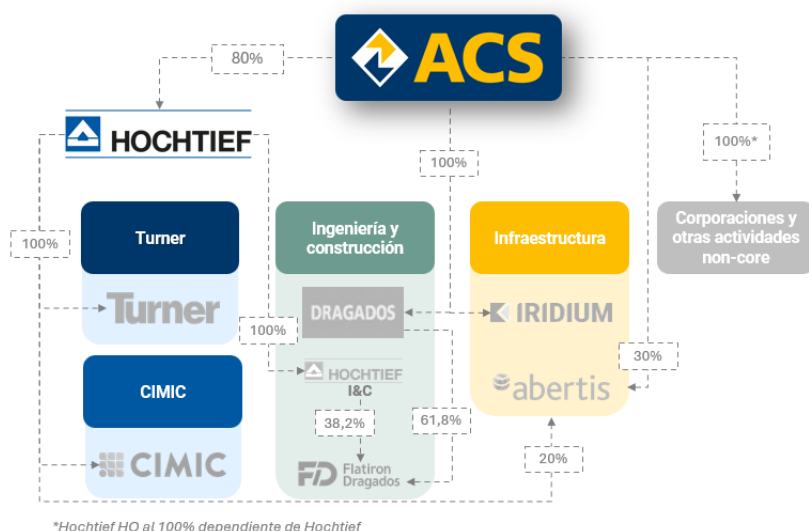 ACS
80%
HOCHTIEF
100%*
100%
Turner
Ingeniería y
construcción
Infraestructura
Corporaciones y
otras actividades
non-core
100%
Turner
DRAGADOS
IRIDIUM
100%
HOCHTIEF
I&C
30%
abertis
CIMIC
38,2%
61,8%
CIMIC
FD Flatiron
Dragados
20%
*Hochtief HQ al 100% dependiente de Hochtief